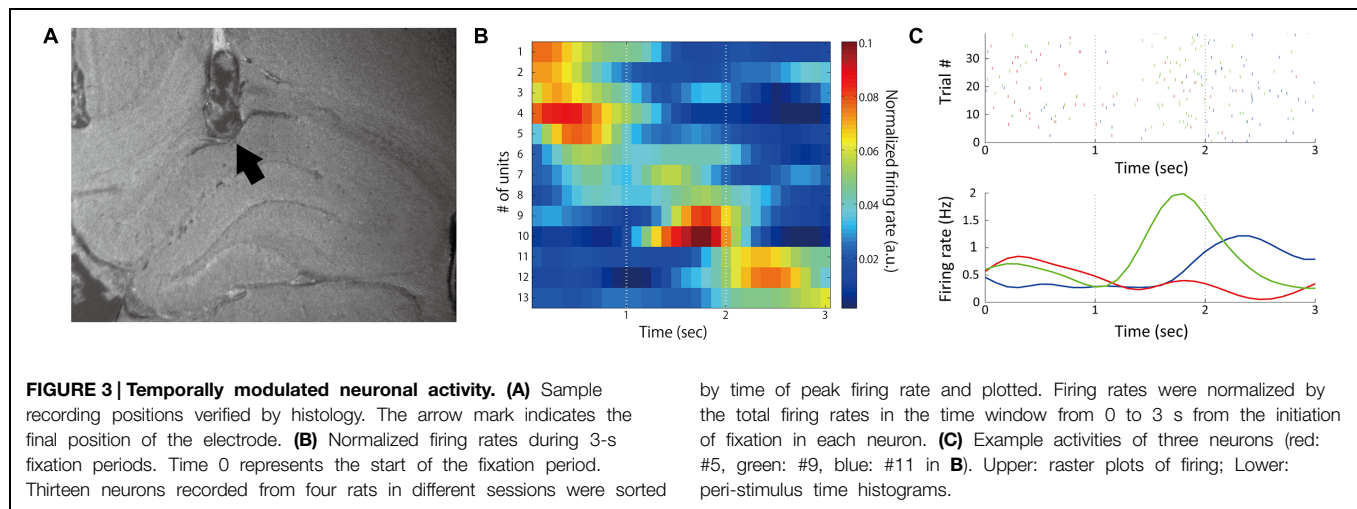 A
B
C
1
2
3
4
5
6
7
8
9
10
11
12
13
# of units
1
2
3
Time (sec)
0.1
0.08
0.06
0.04
0.02
Normalized firing rate (a.u.)
30
20
10
0
Trial #
0
1
2
3
Time (sec)
2
1.5
1
0.5
0
Firing rate (Hz)
0
1
2
3
Time (sec)
FIGURE 3 | Temporally modulated neuronal activity. (A) Sample
recording positions verified by histology. The arrow mark indicates the
final position of the electrode. (B) Normalized firing rates during 3-s
fixation periods. Time 0 represents the start of the fixation period.
Thirteen neurons recorded from four rats in different sessions were sorted
by time of peak firing rate and plotted. Firing rates were normalized by
the total firing rates in the time window from 0 to 3 s from the initiation
of fixation in each neuron. (C) Example activities of three neurons (red:
#5, green: #9, blue: #11 in B). Upper: raster plots of firing; Lower:
peri-stimulus time histograms.